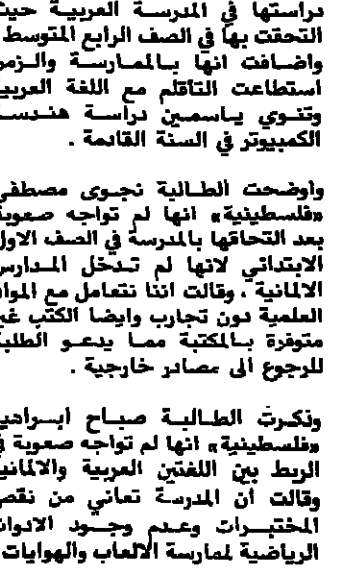 دراستها في المدرسة العربية حيث
التحقت بها في الصف الرابع المتوسط
واضافت انها بالممارسة والزمن
استطاعت التاقلم مع اللغة العربية
وتنوي ياسمين دراسة هندسة
الكمبيوتر في السنة القادمة .
واوضحت الطالبة نجوى مصطفى
«فلسطينية» انها لم تواجه صعوبة
بعد التحاقها بالمدرسة في الصف الاول
الابتدائي لانها لم تدخل المدارس
الالمانية . وقالت اننا نتعامل مع المواد
العلمية دون تجارب وايضا الكتب غير
متوفرة بالمكتبة مما يدعو الطلبة
للرجوع الى مصادر خارجية .
وذكرت الطالبة صباح ابراهيم
«فلسطينية» انها لم تواجه صعوبة في
الربط بين اللغتين العربية والالمانية
وقالت ان المدرسة تعاني من نقص
المختبرات وعدم وجود الادوات
الرياضية لممارسة الالعاب والهوايات